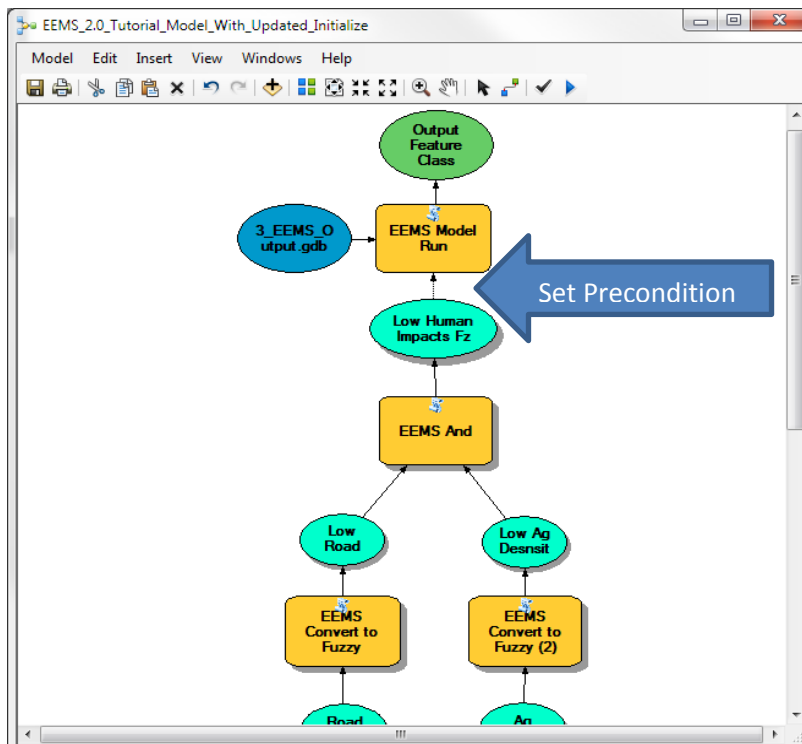 EEMS_2.0_Tutorial_Model_With_Updated_Initialize
Model Edit Insert View Windows Help
Output
Feature
Class
3_EEMS_O
utput.gdb
EEMS Model
Run
Set Precondition
Low Human
Impacts Fz
EEMS And
Low
Road
Low Ag
Desnsit
EEMS
Convert to
Fuzzy
EEMS
Convert to
Fuzzy (2)
Road
Ag